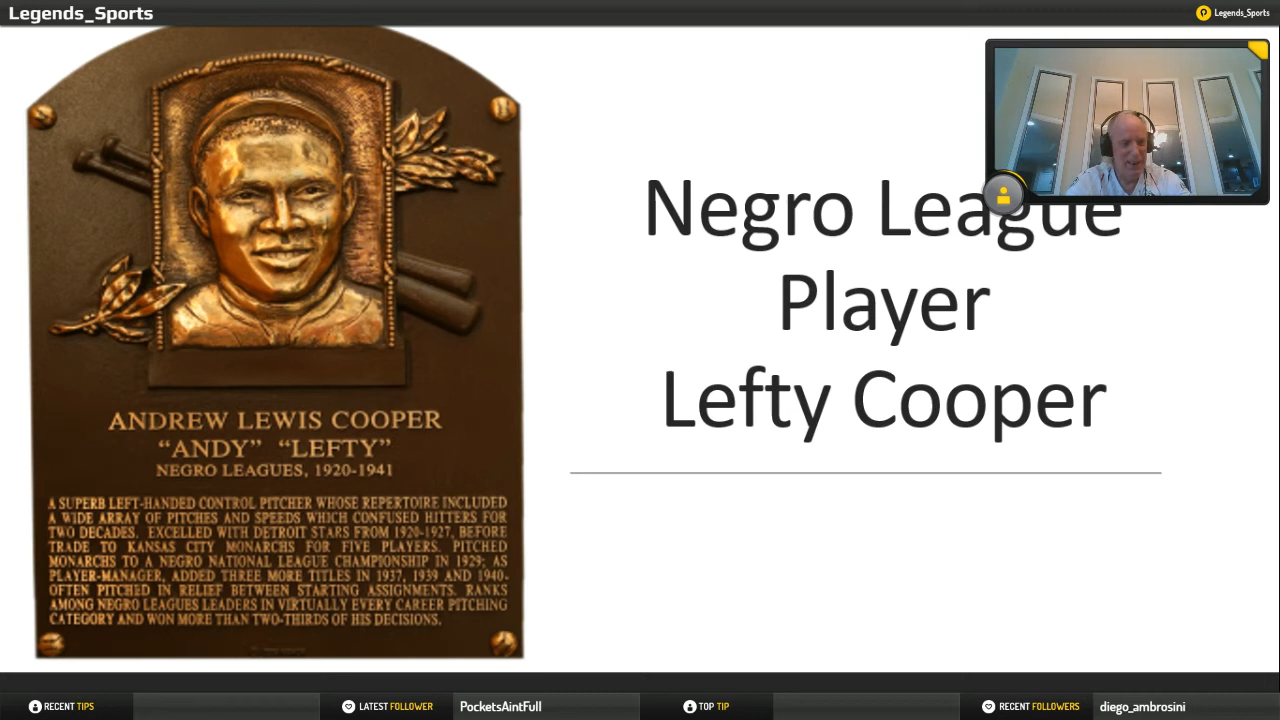 Legends_Sports
Legends_Sports
Negro League
Player
Lefty Cooper
ANDREW LEWIS COOPER
“ANDY” “LEFTY”
NEGRO LEAGUES, 1920-1941
A SUPERB LEFT-HANDED CONTROL PITCHER WHOSE REPERTOIRE INCLUDED
A WIDE ARRAY OF PITCHES AND SPEEDS WHICH CONFUSED HITTERS FOR
TWO DECADES. EXCELLED WITH DETROIT STARS FROM 1920-1927, BEFORE
TRADE TO KANSAS CITY MONARCHS FOR FIVE PLAYERS. PITCHED
MONARCHS TO A NEGRO NATIONAL LEAGUE CHAMPIONSHIP IN 1929; AS
PLAYER-MANAGER, ADDED THREE MORE TITLES IN 1937, 1939 AND 1940.
OFTEN PITCHED IN RELIEF BETWEEN STARTING ASSIGNMENTS. RANKS
AMONG NEGRO LEAGUES LEADERS IN VIRTUALLY EVERY CAREER PITCHING
CATEGORY AND WON MORE THAN TWO-THIRDS OF HIS DECISIONS.
RECENT TIPS
LATEST FOLLOWER
PocketsAintFull
TOP TIP
RECENT FOLLOWERS
diego_ambrosini